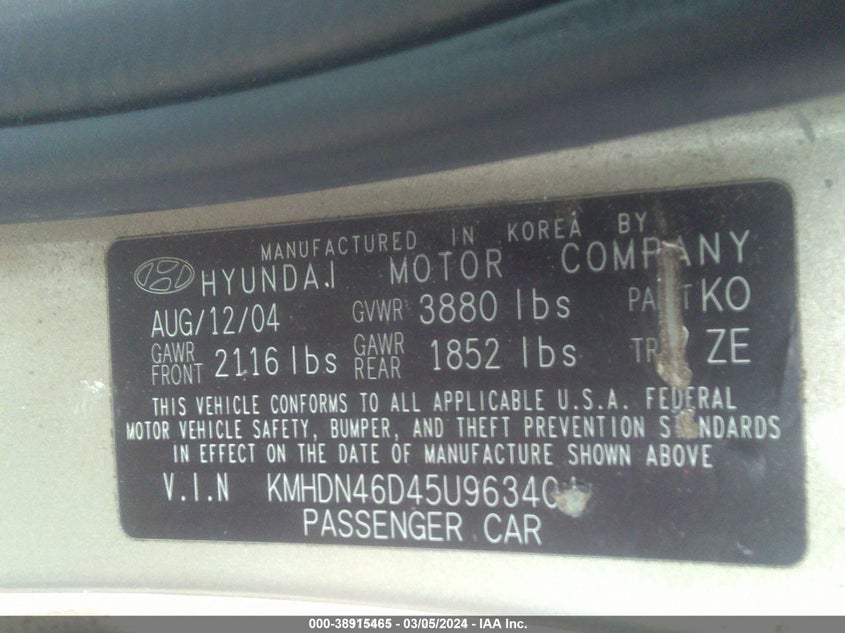 MANUFACTURED IN KOREA BY
HYUNDAI MOTOR COMPANY
AUG/12/04 GVWR 3880 lbs PAINT KO
GAWR FRONT 2116 lbs GAWR REAR 1852 lbs ZE
THIS VEHICLE CONFORMS TO ALL APPLICABLE U.S.A. FEDERAL
MOTOR VEHICLE SAFETY, BUMPER, AND THEFT PREVENTION STANDARDS
IN EFFECT ON THE DATE OF MANUFACTURE SHOWN ABOVE
V.I.N
PASSENGER CAR
000-38915465 - 03/05/2024 - IAA Inc.